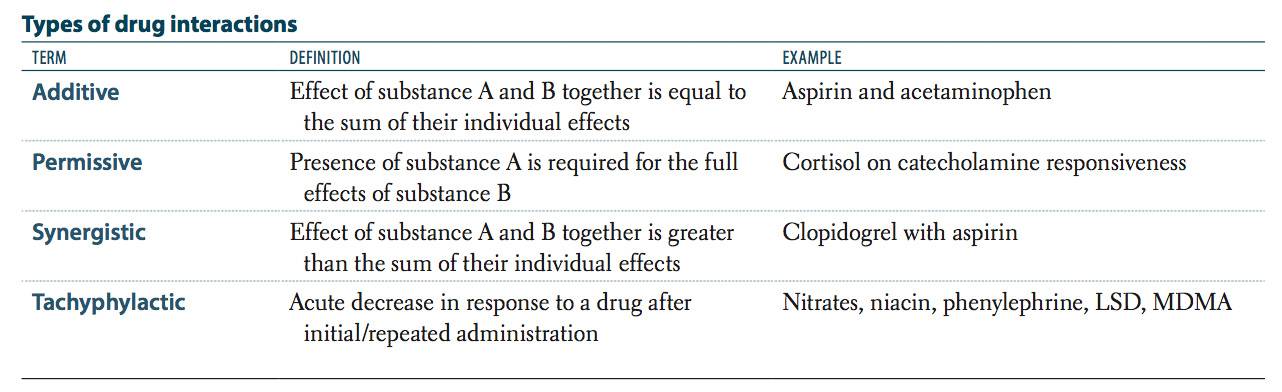 Types of drug interactions
TERM DEFINITION EXAMPLE
Additive Effect of substance A and B together is equal to Aspirin and acetaminophen
the sum of their individual effects
Permissive Presence of substance A is required for the full Cortisol on catecholamine responsiveness
effects of substance B
Synergistic Effect of substance A and B together is greater Clopidogrel with aspirin
than the sum of their individual effects
Tachyphylactic Acute decrease in response to a drug after Nitrates, niacin, phenylephrine, LSD, MDMA
initial/repeated administration